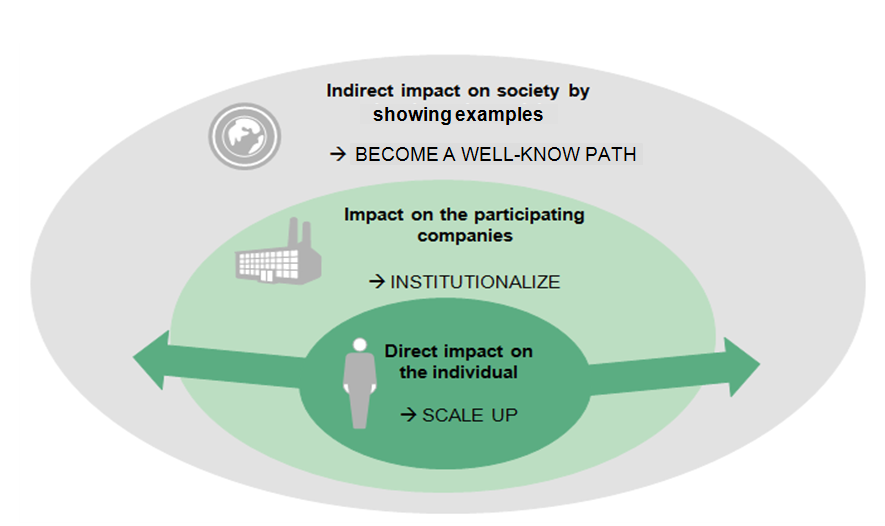 Indirect impact on society by
showing examples
→ BECOME A WELL-KNOW PATH
Impact on the participating
companies
→ INSTITUTIONALIZE
Direct impact on
the individual
→ SCALE UP